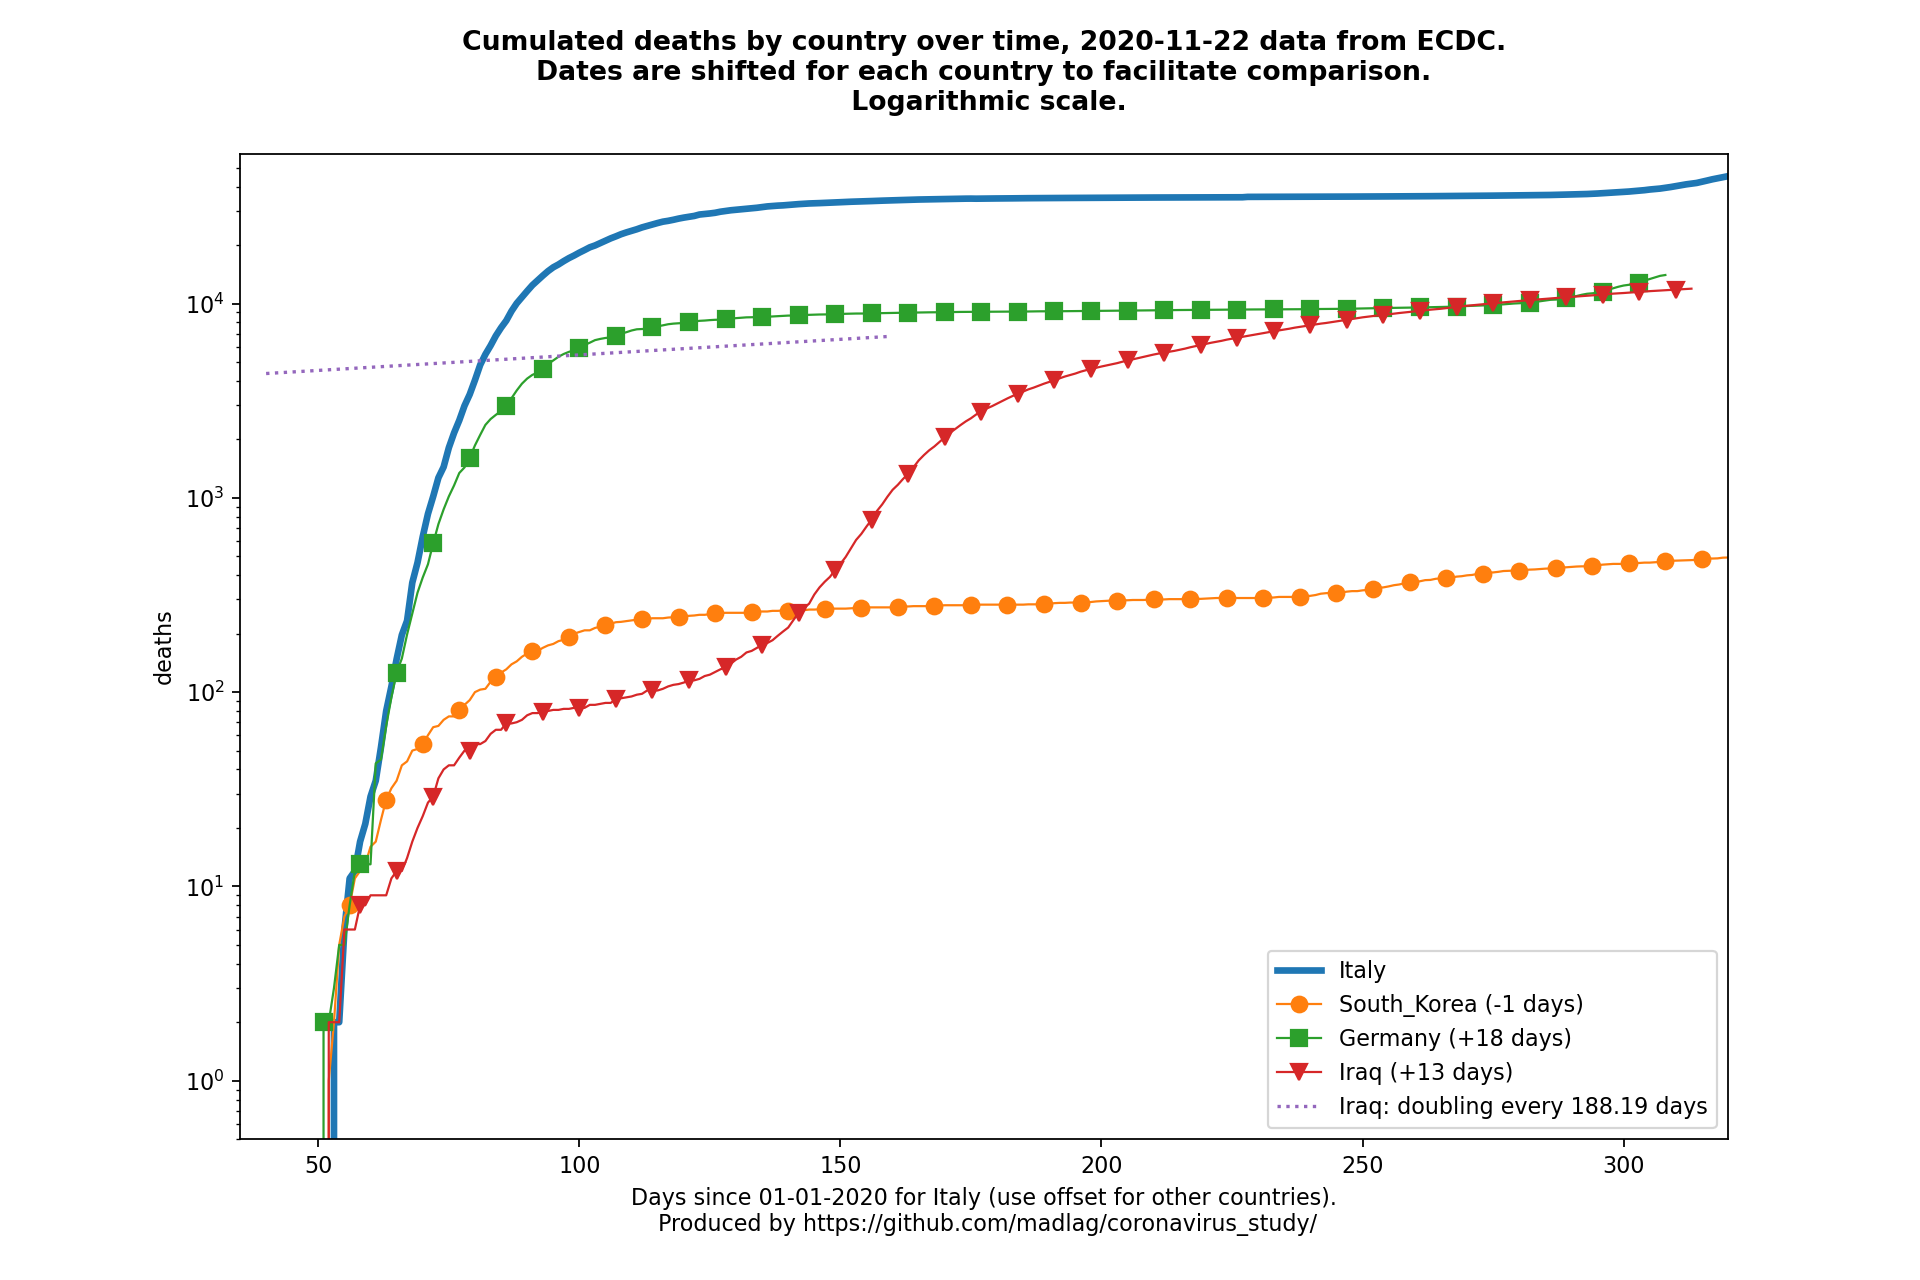 Cumulated deaths by country over time, 2020-11-22 data from ECDC.
Dates are shifted for each country to facilitate comparison.
Logarithmic scale.
deaths
10^4
10^3
10^2
10^1
10^0
Italy
South_Korea (-1 days)
Germany (+18 days)
Iraq (+13 days)
Iraq: doubling every 188.19 days
50 100 150 200 250 300
Days since 01-01-2020 for Italy (use offset for other countries).
Produced by https://github.com/madlag/coronavirus_study/